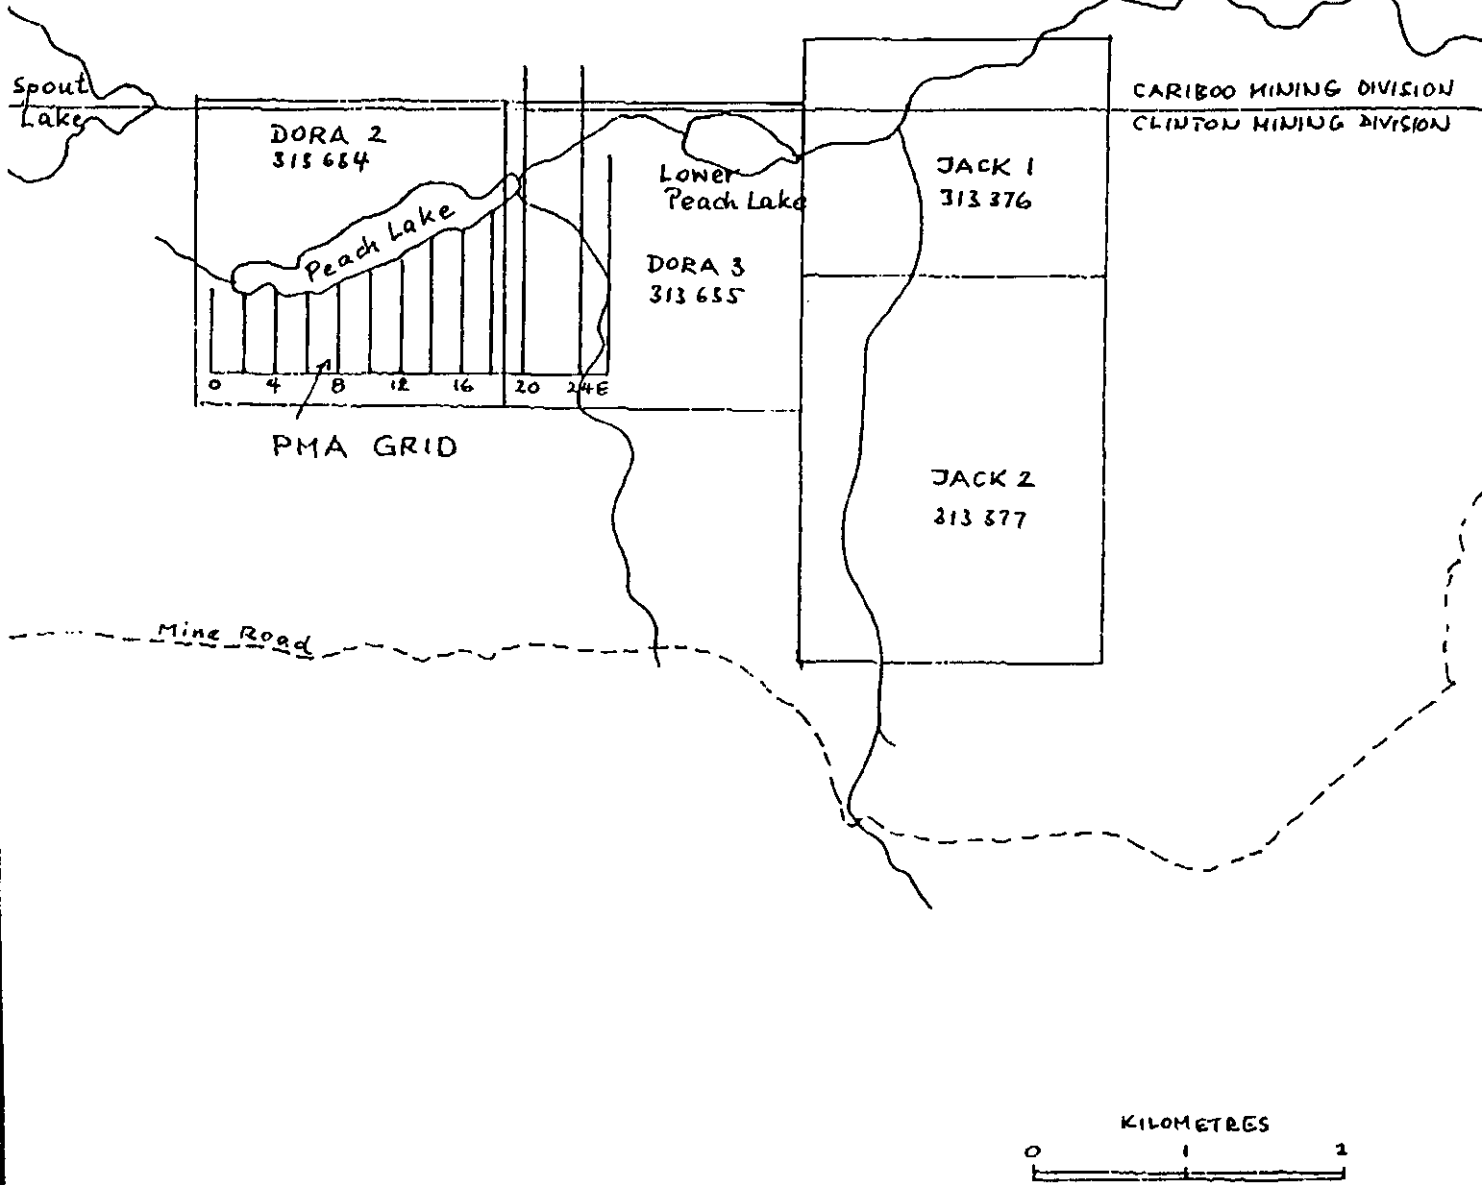 Spout
Lake
CARIBOO MINING DIVISION
CLINTON MINING DIVISION
DORA 2
313 634
JACK 1
313 376
Lower
Peach Lake
Peach Lake
DORA 3
313 635
0 4 8 12 16 20 24E
PMA GRID
JACK 2
313 377
Mine Road
KILOMETRES
0 1 2